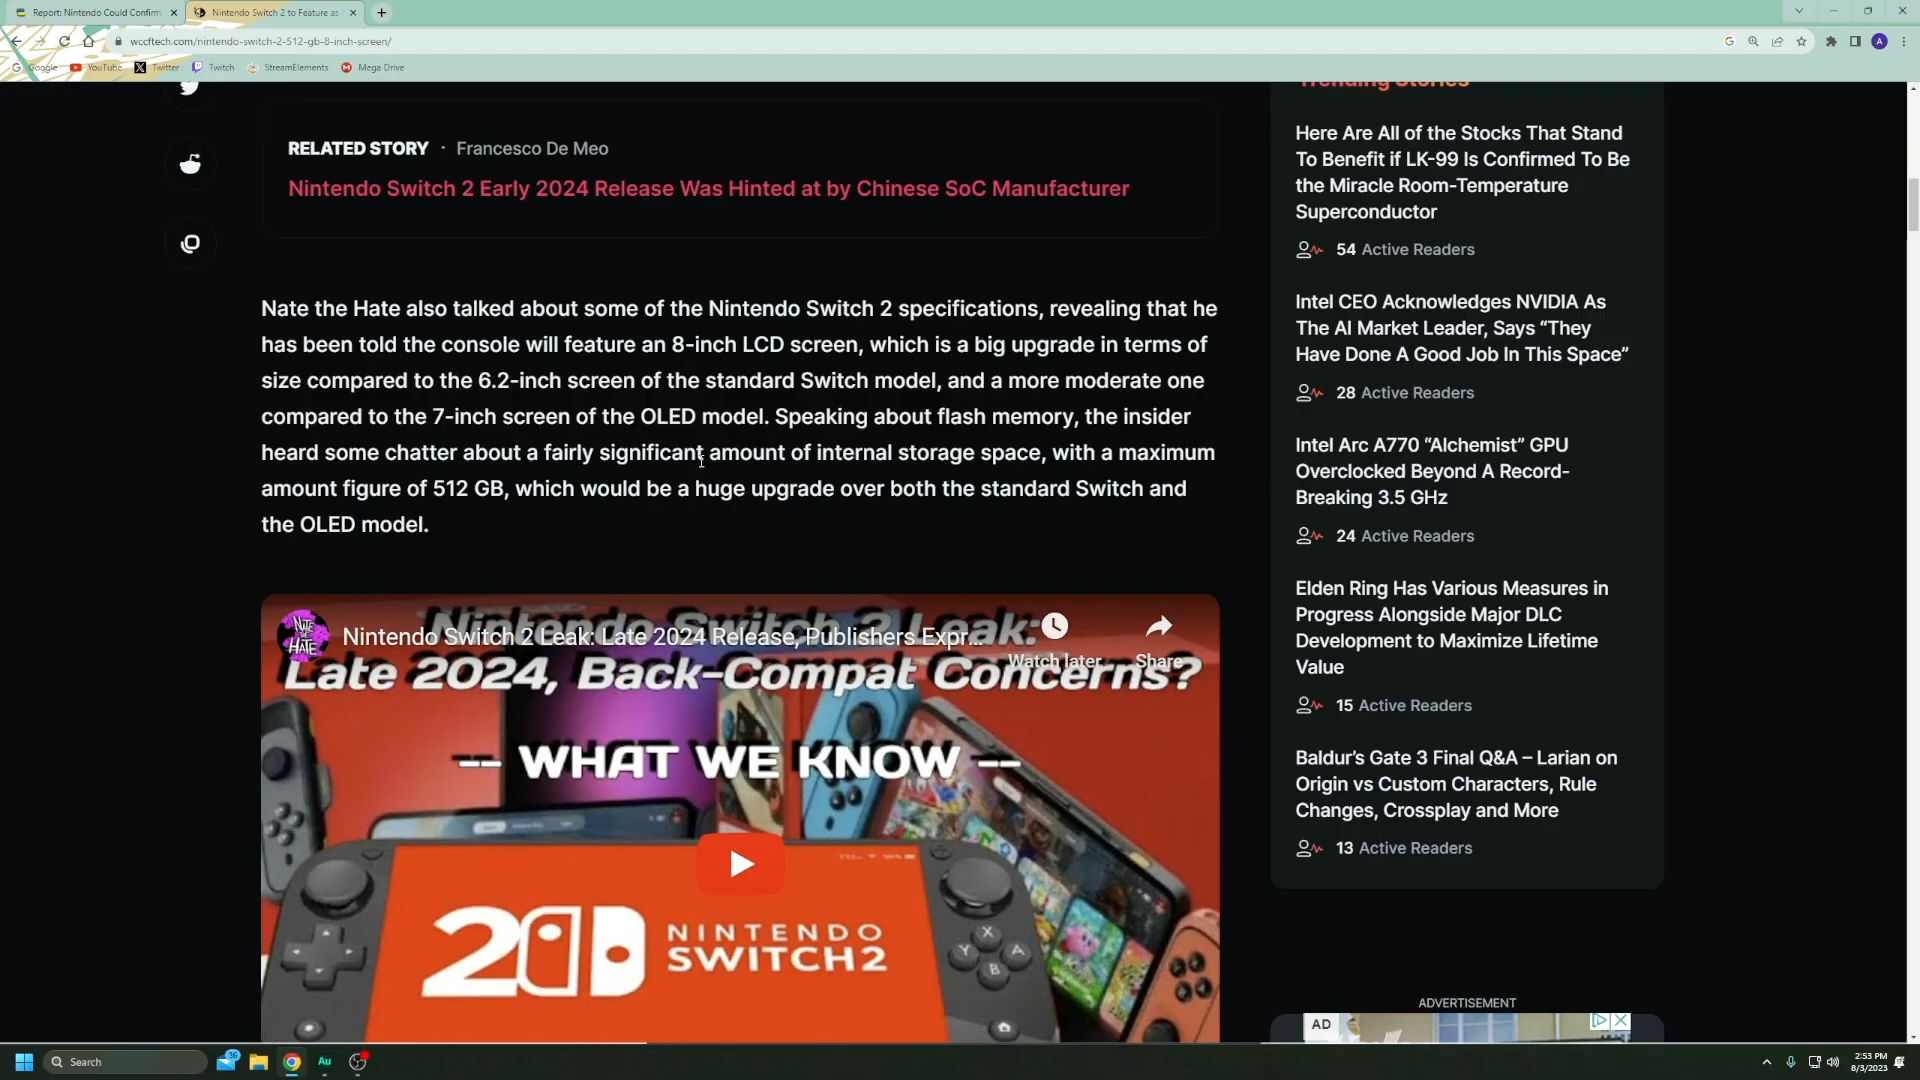 Report: Nintendo Could Confirm
Nintendo Switch 2 to Feature as
wccftech.com/nintendo-switch-2-512-gb-8-inch-screen/
Google YouTube Twitter Twitch StreamElements Mega Drive
RELATED STORY · Francesco De Meo
Nintendo Switch 2 Early 2024 Release Was Hinted at by Chinese SoC Manufacturer
Nate the Hate also talked about some of the Nintendo Switch 2 specifications, revealing that he
has been told the console will feature an 8-inch LCD screen, which is a big upgrade in terms of
size compared to the 6.2-inch screen of the standard Switch model, and a more moderate one
compared to the 7-inch screen of the OLED model. Speaking about flash memory, the insider
heard some chatter about a fairly significant amount of internal storage space, with a maximum
amount figure of 512 GB, which would be a huge upgrade over both the standard Switch and
the OLED model.
NATE
THE
HATE
Nintendo Switch 2 Leak: Late 2024 Release, Publishers Expr...
Watch later
Share
Nintendo Switch 2 Leak:
Late 2024, Back-Compat Concerns?
-- WHAT WE KNOW --
NINTENDO
SWITCH2
X
Y A
B
Trending Stories
Here Are All of the Stocks That Stand
To Benefit if LK-99 Is Confirmed To Be
the Miracle Room-Temperature
Superconductor
54 Active Readers
Intel CEO Acknowledges NVIDIA As
The AI Market Leader, Says “They
Have Done A Good Job In This Space”
28 Active Readers
Intel Arc A770 “Alchemist” GPU
Overclocked Beyond A Record-
Breaking 3.5 GHz
24 Active Readers
Elden Ring Has Various Measures in
Progress Alongside Major DLC
Development to Maximize Lifetime
Value
15 Active Readers
Baldur’s Gate 3 Final Q&A – Larian on
Origin vs Custom Characters, Rule
Changes, Crossplay and More
13 Active Readers
ADVERTISEMENT
AD
Search
36
Au
2:53 PM
8/3/2023